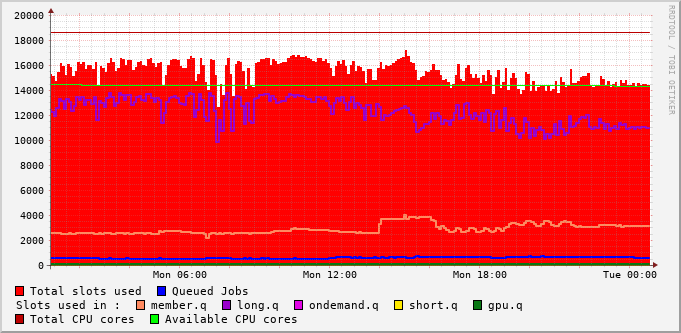 RRDTOOL / TOBI OETIKER
20000
18000
16000
14000
12000
10000
8000
6000
4000
2000
0
Mon 06:00 Mon 12:00 Mon 18:00 Tue 00:00
Total slots used Queued Jobs
Slots used in : member.q long.q ondemand.q short.q gpu.q
Total CPU cores Available CPU cores